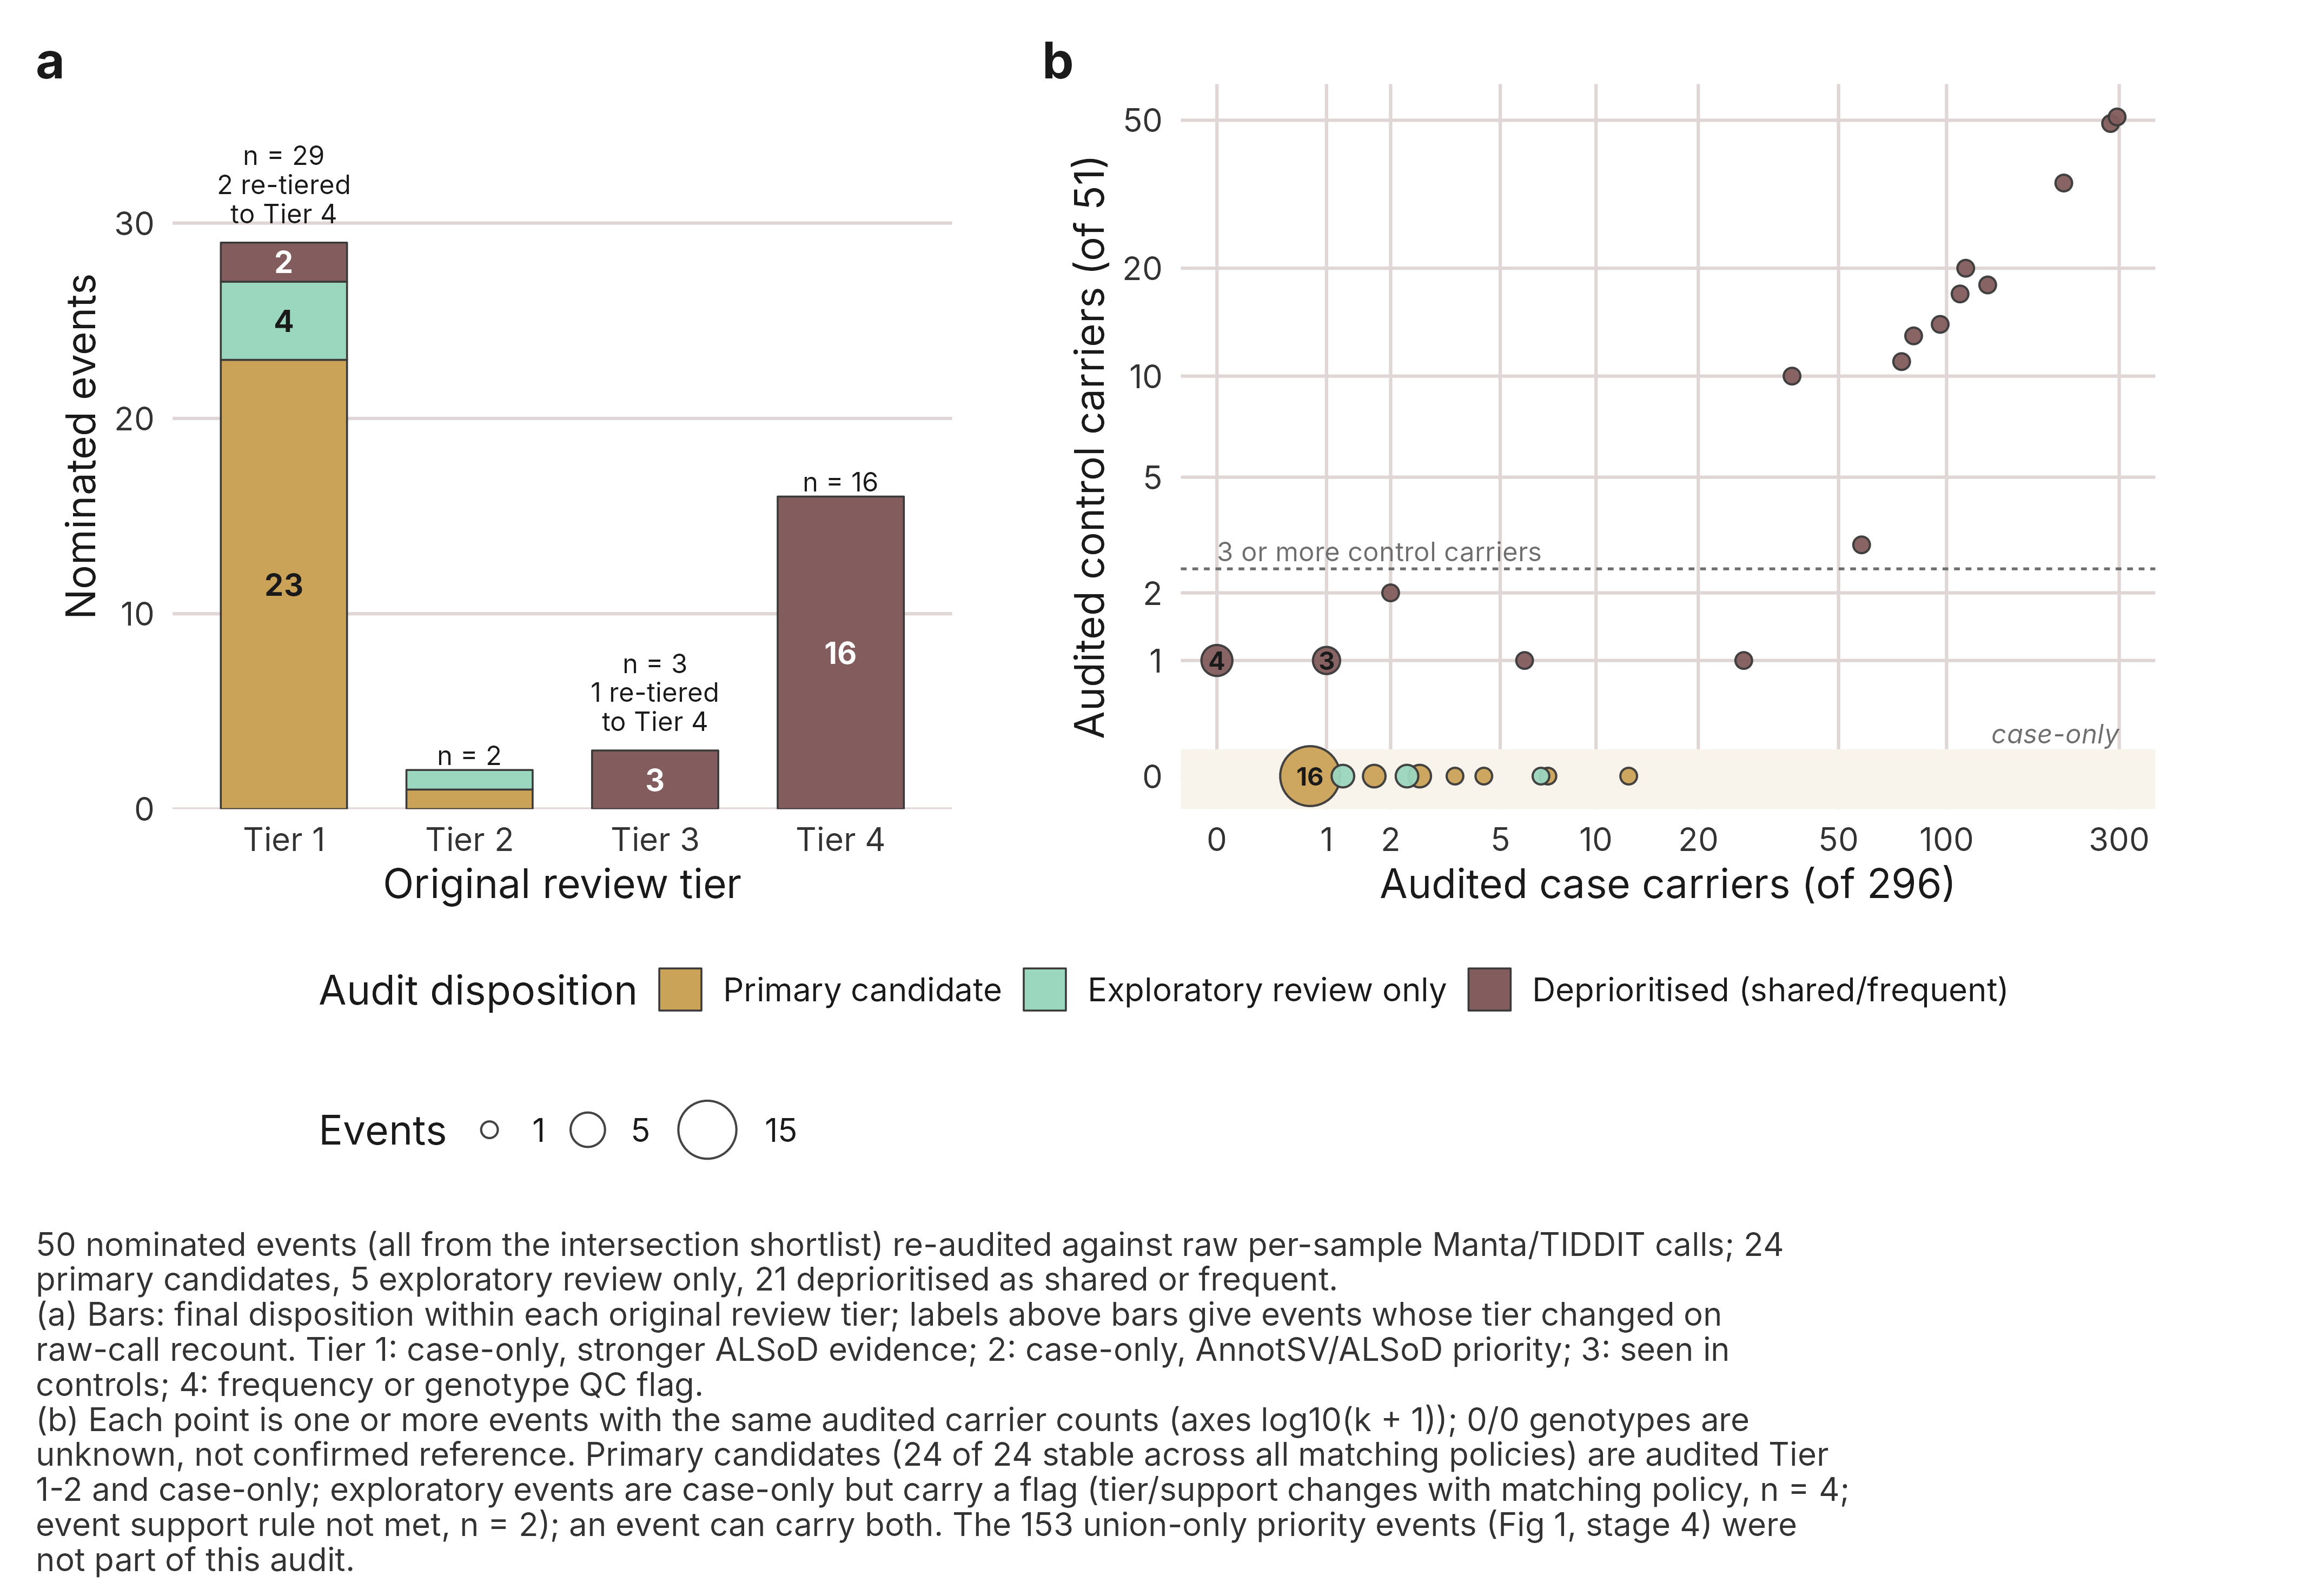 a
n = 29
2 re-tiered
to Tier 4
2
4
23
n = 2
n = 3
1 re-tiered
to Tier 4
3
n = 16
16
30
20
10
0
Nominated events
Tier 1
Tier 2
Tier 3
Tier 4
Original review tier
b
50
20
10
5
2
1
0
Audited control carriers (of 51)
3 or more control carriers
4
3
case-only
16
0
1
2
5
10
20
50
100
300
Audited case carriers (of 296)
Audit disposition
Primary candidate
Exploratory review only
Deprioritised (shared/frequent)
Events
1
5
15
50 nominated events (all from the intersection shortlist) re-audited against raw per-sample Manta/TIDDIT calls; 24
primary candidates, 5 exploratory review only, 21 deprioritised as shared or frequent.
(a) Bars: final disposition within each original review tier; labels above bars give events whose tier changed on
raw-call recount. Tier 1: case-only, stronger ALSoD evidence; 2: case-only, AnnotSV/ALSoD priority; 3: seen in
controls; 4: frequency or genotype QC flag.
(b) Each point is one or more events with the same audited carrier counts (axes log10(k + 1)); 0/0 genotypes are
unknown, not confirmed reference. Primary candidates (24 of 24 stable across all matching policies) are audited Tier
1-2 and case-only; exploratory events are case-only but carry a flag (tier/support changes with matching policy, n = 4;
event support rule not met, n = 2); an event can carry both. The 153 union-only priority events (Fig 1, stage 4) were
not part of this audit.